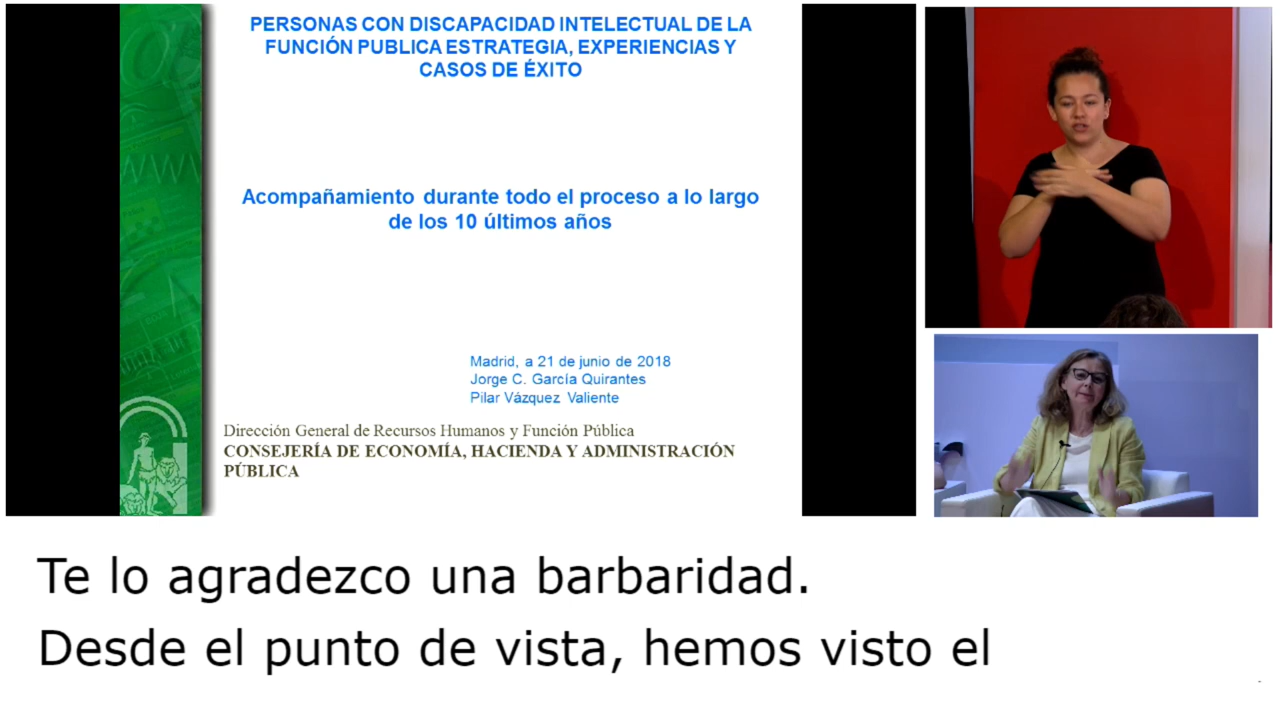 PERSONAS CON DISCAPACIDAD INTELECTUAL DE LA
FUNCIÓN PUBLICA ESTRATEGIA, EXPERIENCIAS Y
CASOS DE ÉXITO
Acompañamiento durante todo el proceso a lo largo
de los 10 últimos años
Madrid, a 21 de junio de 2018
Jorge C. García Quirantes
Pilar Vázquez Valiente
Dirección General de Recursos Humanos y Función Pública
CONSEJERÍA DE ECONOMÍA, HACIENDA Y ADMINISTRACIÓN
PÚBLICA
Te lo agradezco una barbaridad.
Desde el punto de vista, hemos visto el